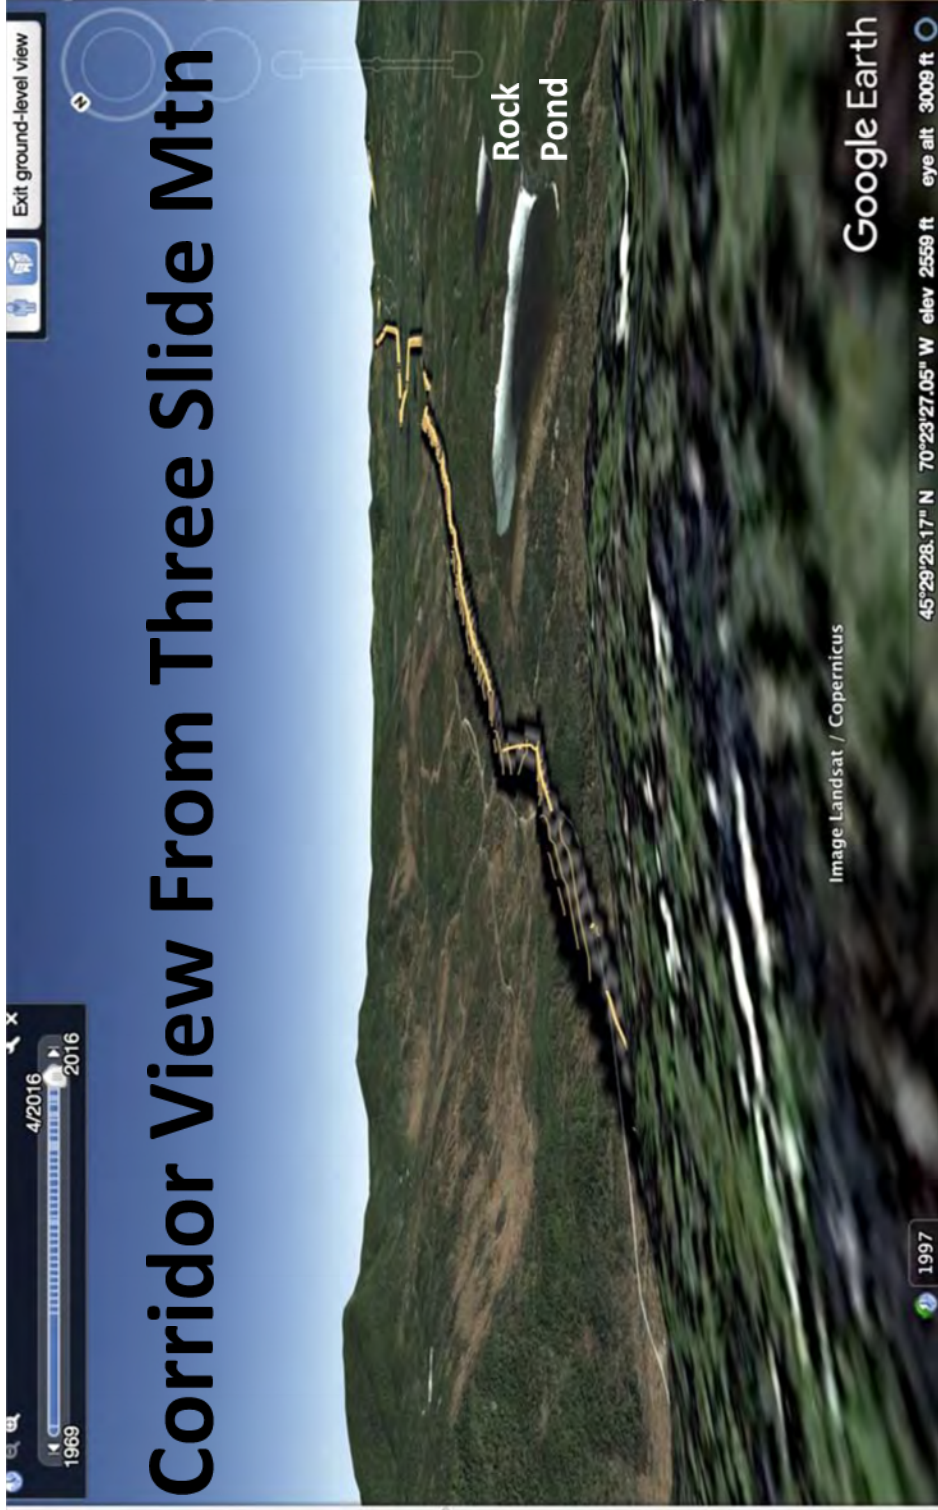 4/2016
1969
2016
Exit ground-level view
N
Corridor View From Three Slide Mtn
Rock
Pond
Image Landsat / Copernicus
Google Earth
1997
45°29'28.17" N 70°23'27.05" W elev 2559 ft eye alt 3009 ft